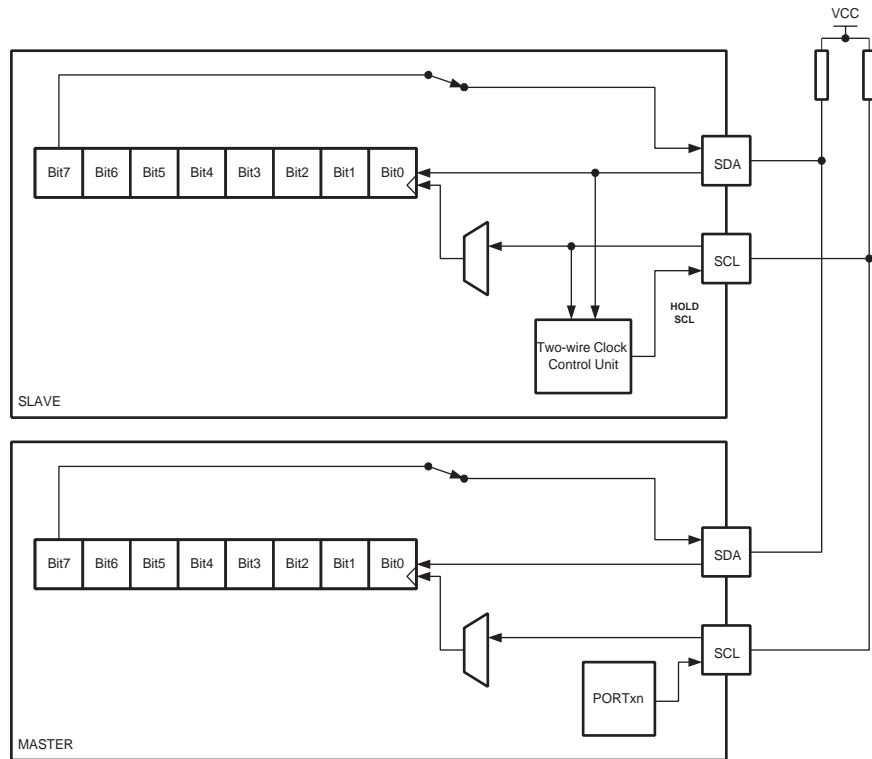 VCC
Bit7 Bit6 Bit5 Bit4 Bit3 Bit2 Bit1 Bit0
SDA
SCL
HOLD
SCL
Two-wire Clock
Control Unit
SLAVE
Bit7 Bit6 Bit5 Bit4 Bit3 Bit2 Bit1 Bit0
SDA
SCL
PORTxn
MASTER